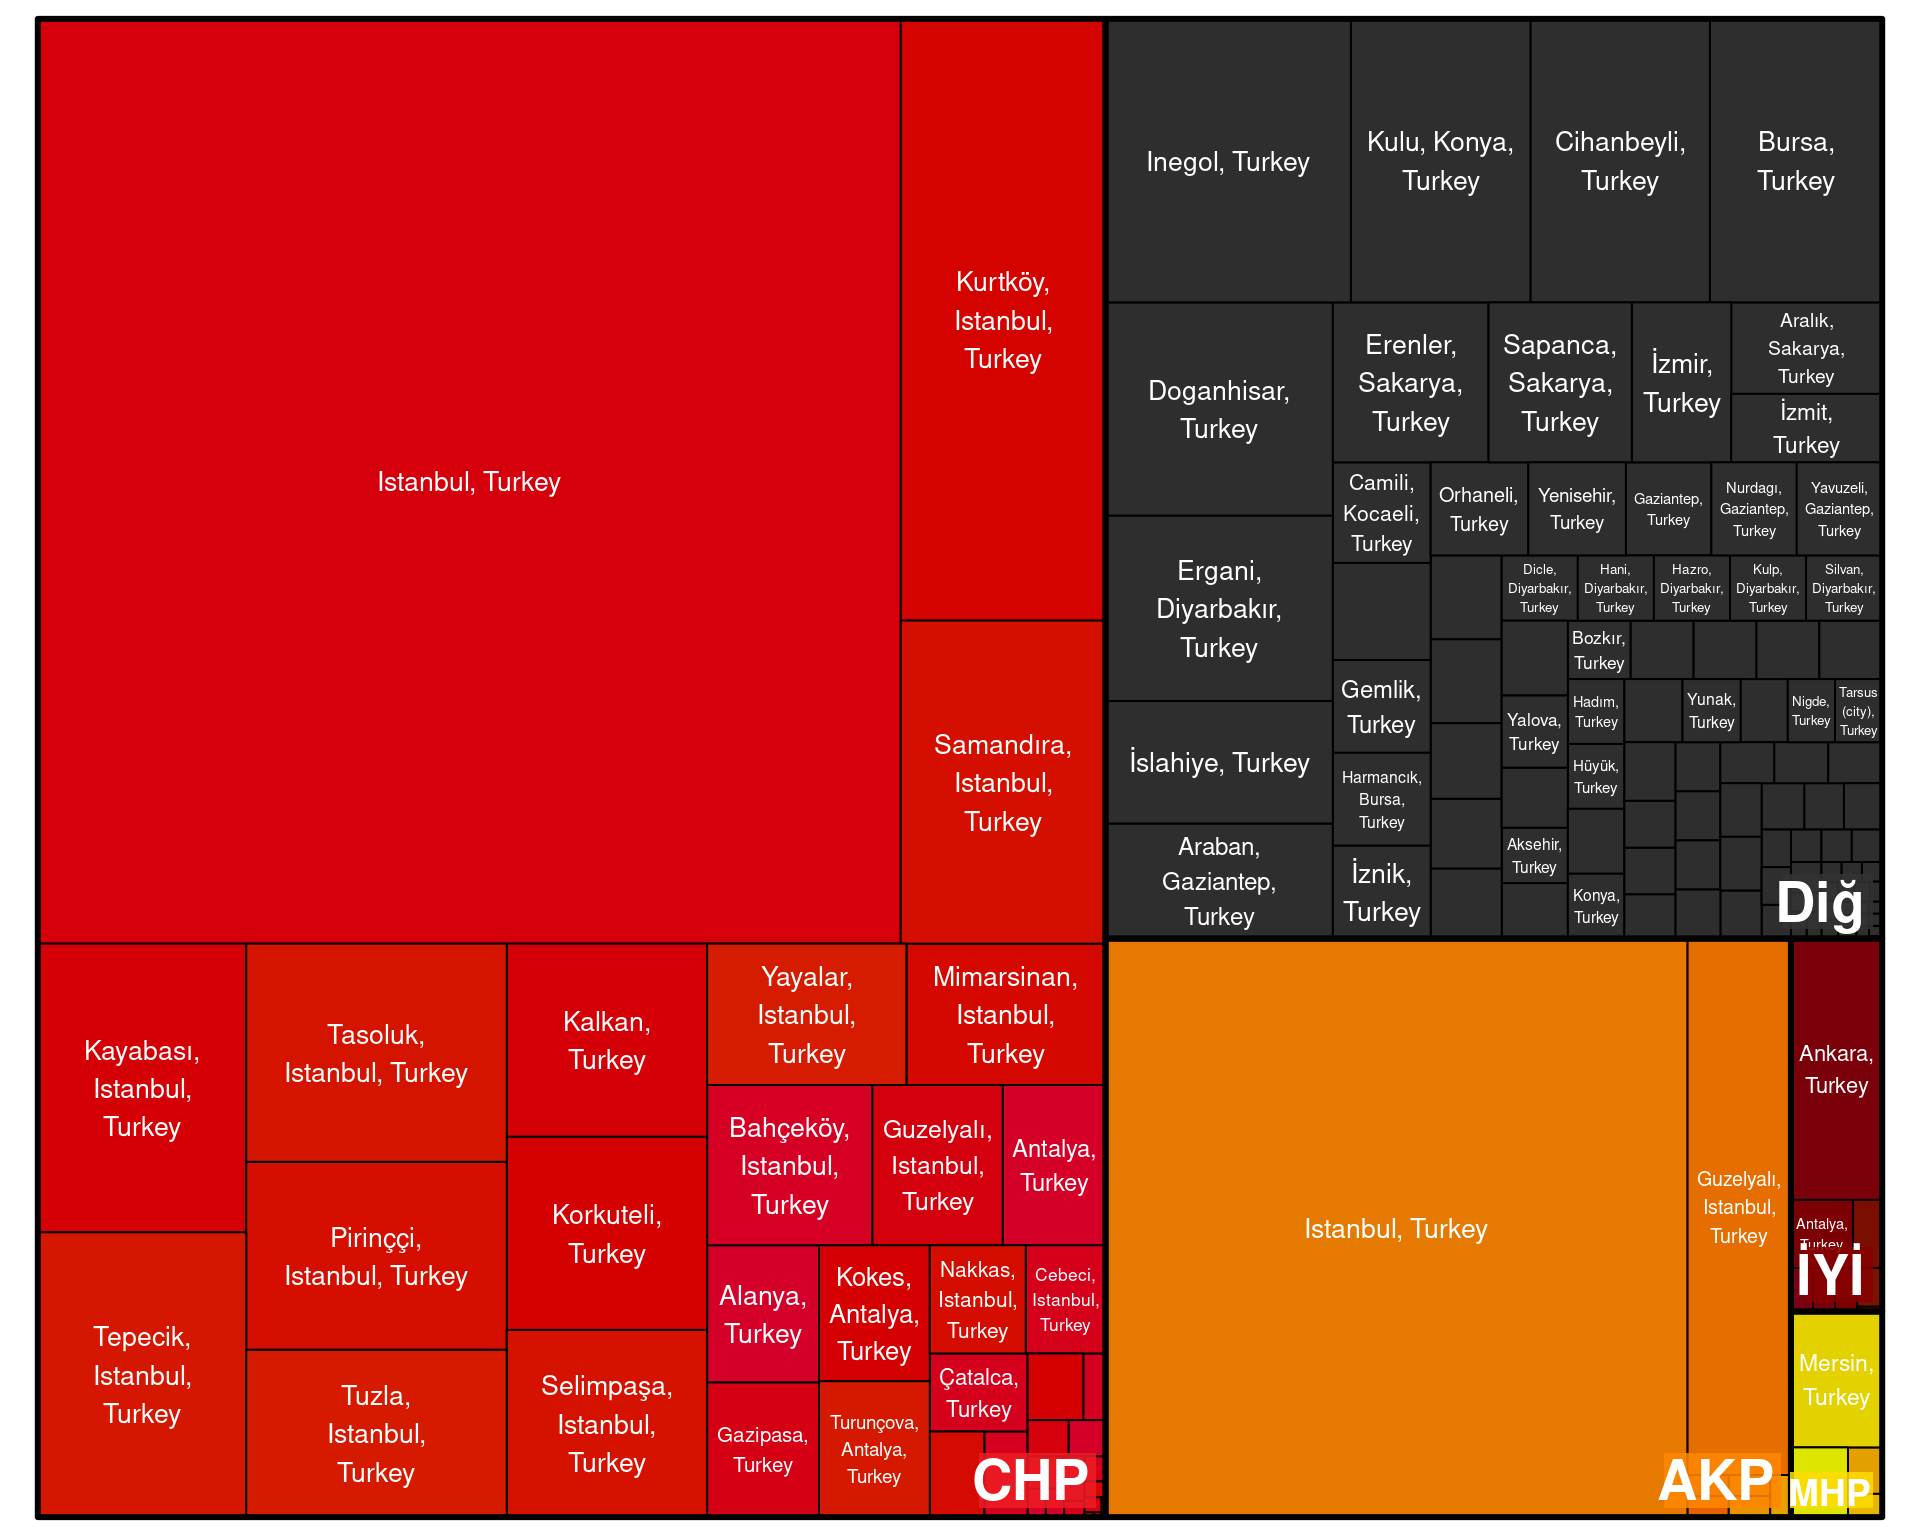 Istanbul, Turkey
Kurtköy,
Istanbul,
Turkey
Samandıra,
Istanbul,
Turkey
Kayabası,
Istanbul,
Turkey
Tepecik,
Istanbul,
Turkey
Tasoluk,
Istanbul, Turkey
Pirinççi,
Istanbul, Turkey
Tuzla,
Istanbul,
Turkey
Kalkan,
Turkey
Korkuteli,
Turkey
Selimpaşa,
Istanbul,
Turkey
Yayalar,
Istanbul,
Turkey
Mimarsinan,
Istanbul,
Turkey
Bahçeköy,
Istanbul,
Turkey
Guzelyalı,
Istanbul,
Turkey
Antalya,
Turkey
Alanya,
Turkey
Gazipasa,
Turkey
Kokes,
Antalya,
Turkey
Turunçova,
Antalya,
Turkey
Nakkas,
Istanbul,
Turkey
Cebeci,
Istanbul,
Turkey
Çatalca,
Turkey
CHP
Inegol, Turkey
Kulu, Konya,
Turkey
Cihanbeyli,
Turkey
Bursa,
Turkey
Doganhisar,
Turkey
Ergani,
Diyarbakır,
Turkey
İslahiye, Turkey
Araban,
Gaziantep,
Turkey
Erenler,
Sakarya,
Turkey
Sapanca,
Sakarya,
Turkey
İzmir,
Turkey
Aralık,
Sakarya,
Turkey
İzmit,
Turkey
Camili,
Kocaeli,
Turkey
Gemlik,
Turkey
Harmancık,
Bursa,
Turkey
İznik,
Turkey
Orhaneli,
Turkey
Yenisehir,
Turkey
Gaziantep,
Turkey
Nurdagı,
Gaziantep,
Turkey
Yavuzeli,
Gaziantep,
Turkey
Dicle,
Diyarbakır,
Turkey
Hani,
Diyarbakır,
Turkey
Hazro,
Diyarbakır,
Turkey
Kulp,
Diyarbakır,
Turkey
Silvan,
Diyarbakır,
Turkey
Yalova,
Turkey
Aksehir,
Turkey
Bozkır,
Turkey
Hadım,
Turkey
Hüyük,
Turkey
Konya,
Turkey
Yunak,
Turkey
Nigde,
Turkey
Tarsus
(city),
Turkey
Diğ
Istanbul, Turkey
Guzelyalı,
Istanbul,
Turkey
AKP
Ankara,
Turkey
Antalya,
Turkey
İYİ
Mersin,
Turkey
MHP